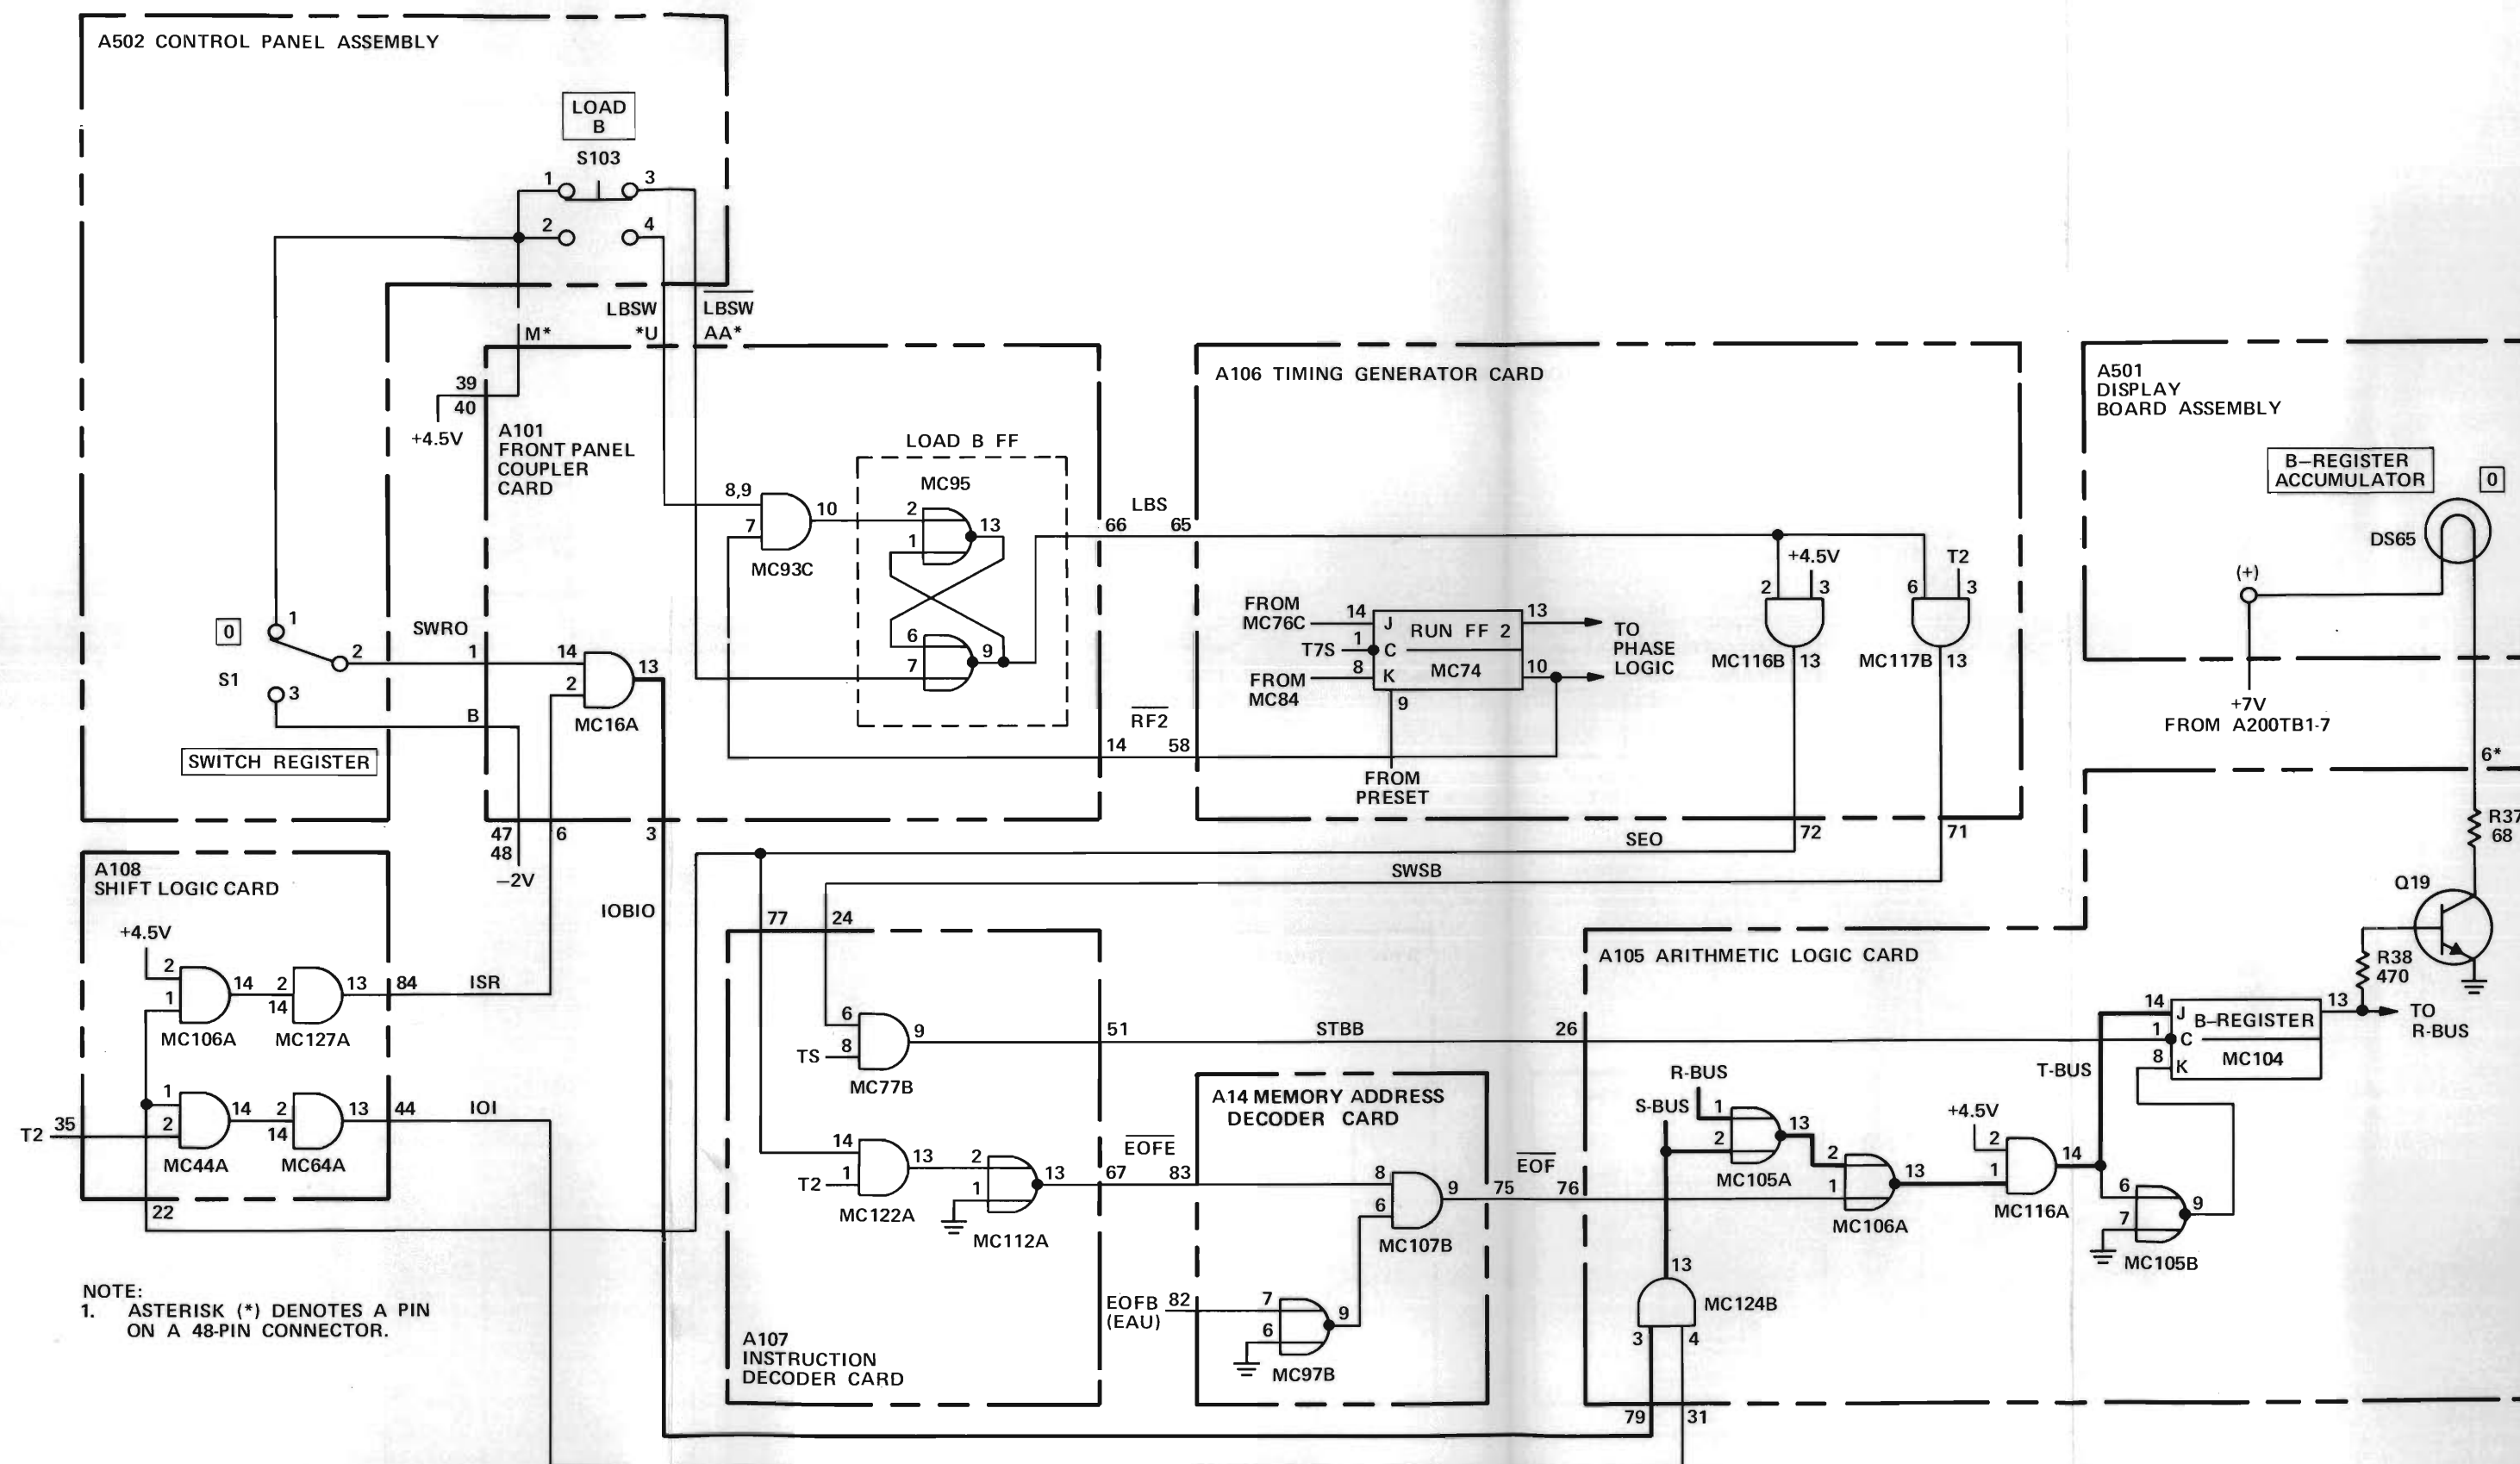 A502 CONTROL PANEL ASSEMBLY
LOAD
B
S103
1
3
2
4
LBSW
LBSW
M*
*U
AA*
39
40
+4.5V
A101
FRONT PANEL
COUPLER
CARD
LOAD B FF
MC95
8,9
7
10
MC93C
2
1
13
6
7
9
LBS
66
65
RF2
14
58
0
1
2
3
S1
SWRO
1
B
SWITCH REGISTER
14
2
13
MC16A
47
48
−2V
6
3
A106 TIMING GENERATOR CARD
FROM
MC76C
14
T7S
1
FROM
MC84
8
J
C
K
RUN FF 2
MC74
13
10
9
TO
PHASE
LOGIC
FROM
PRESET
+4.5V
2
3
MC116B
13
T2
6
3
MC117B
13
72
71
A501
DISPLAY
BOARD ASSEMBLY
B–REGISTER
ACCUMULATOR
0
DS65
(+)
+7V
FROM A200TB1-7
6*
R37
68
Q19
R38
470
SEO
SWSB
A108
SHIFT LOGIC CARD
+4.5V
2
1
14
MC106A
2
14
13
MC127A
84
ISR
IOBIO
T2
35
1
2
14
MC44A
2
14
13
MC64A
44
IOI
22
77
24
6
TS
8
9
MC77B
51
STBB
26
14
T2
1
13
MC122A
2
1
13
MC112A
EOFE
67
83
A107
INSTRUCTION
DECODER CARD
A14 MEMORY ADDRESS
DECODER CARD
8
6
9
MC107B
75
EOF
76
EOFB
(EAU)
82
7
6
9
MC97B
A105 ARITHMETIC LOGIC CARD
R-BUS
S-BUS
1
2
13
MC105A
2
1
13
MC106A
+4.5V
2
1
14
MC116A
T-BUS
14
1
8
J
C
K
B–REGISTER
MC104
13
TO
R-BUS
6
7
9
MC105B
13
MC124B
3
4
79
31
NOTE:
1. ASTERISK (*) DENOTES A PIN
ON A 48-PIN CONNECTOR.